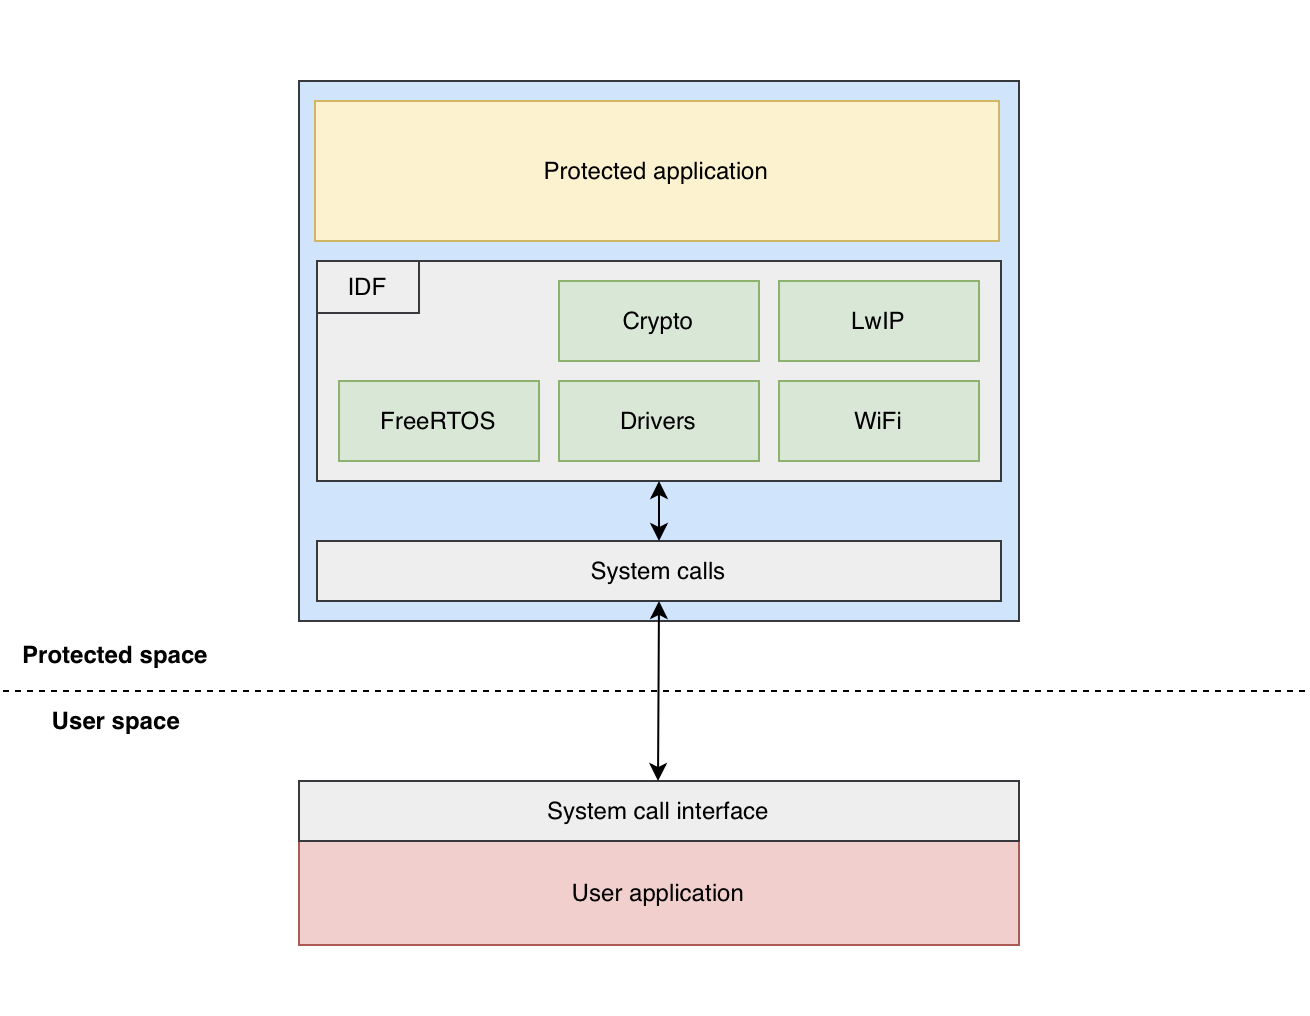 Protected application
IDF
Crypto
LwIP
FreeRTOS
Drivers
WiFi
System calls
Protected space
User space
System call interface
User application